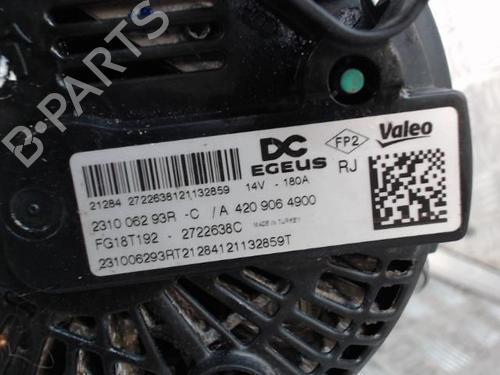 B-PARTS
DC
EGEUS
FP2
Valeo
14V - 180A
RJ
21284 2722638121132859
2310 062 93R -C / A 420 906 4900
FG18T192 - 2722638C
MADE IN TURKEY
231006293RT21284121132859T